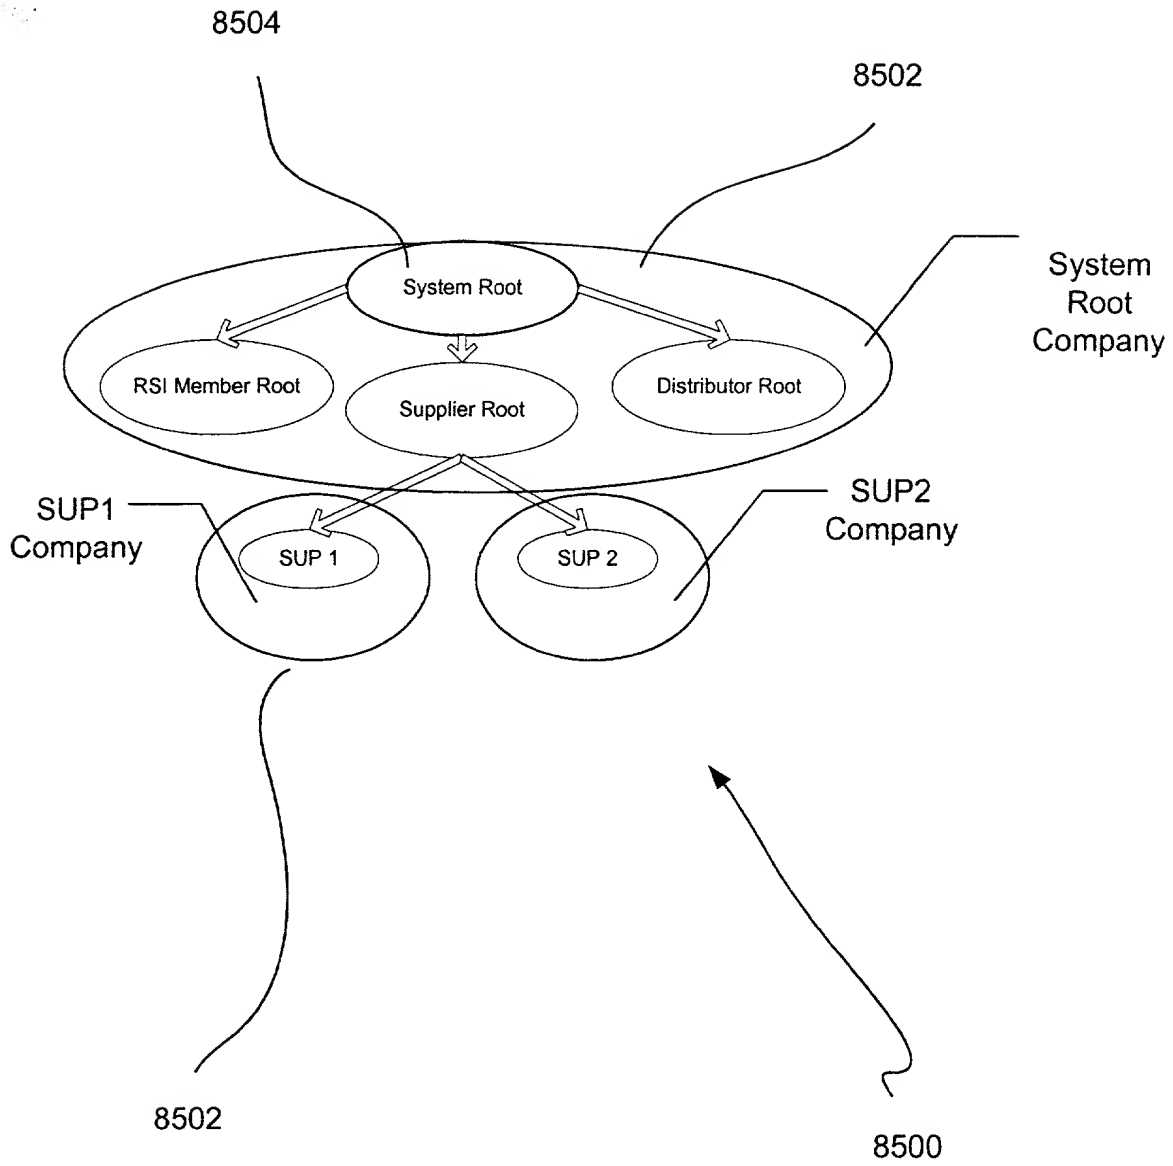 8504
8502
System
Root
Company
System Root
RSI Member Root
Supplier Root
Distributor Root
SUP1
Company
SUP2
Company
SUP 1
SUP 2
8502
8500